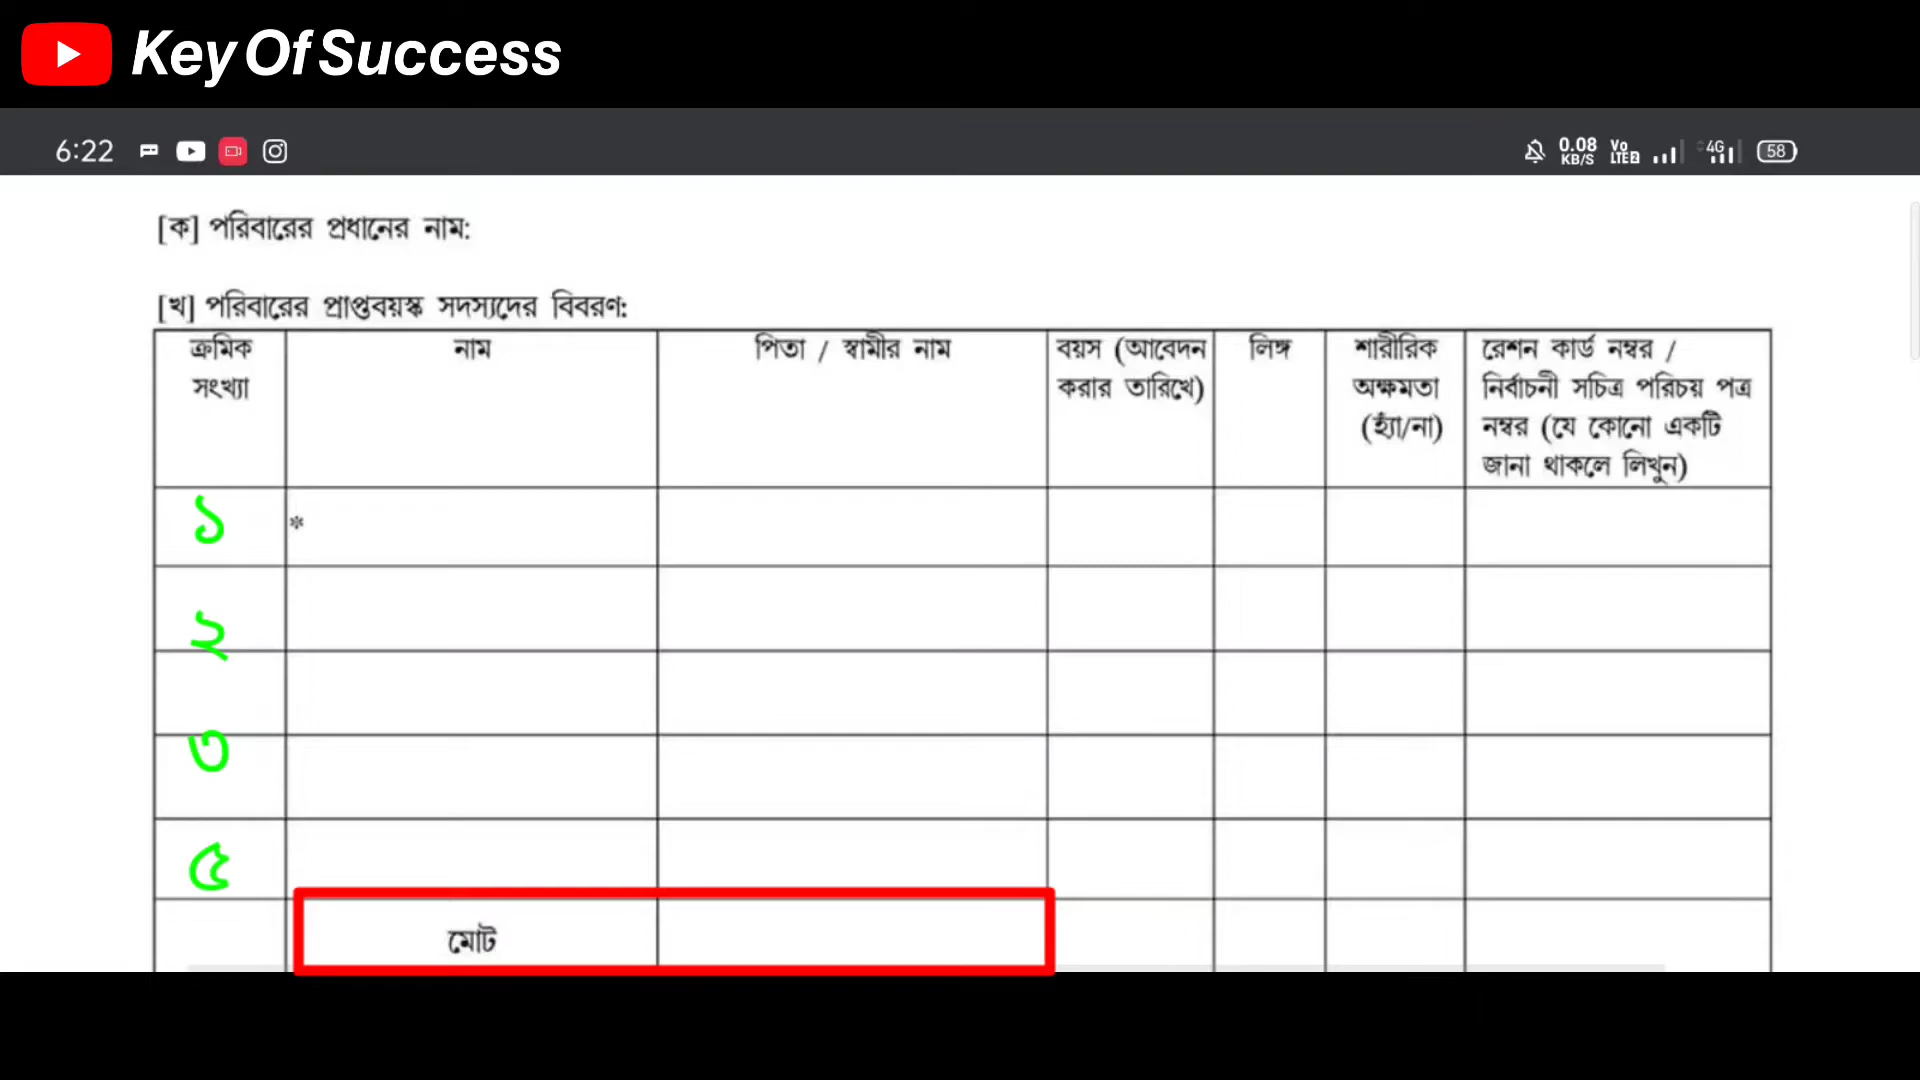 Key Of Success
6:22
0.08 KB/S
Vo LTE 2
4G
58
[ক] পরিবারের প্রধানের নাম:
[খ] পরিবারের প্রাপ্তবয়স্ক সদস্যদের বিবরণ:
ক্রমিক সংখ্যা
নাম
পিতা / স্বামীর নাম
বয়স (আবেদন করার তারিখে)
লিঙ্গ
শারীরিক অক্ষমতা (হ্যাঁ/না)
রেশন কার্ড নম্বর / নির্বাচনী সচিত্র পরিচয় পত্র নম্বর (যে কোনো একটি জানা থাকলে লিখুন)
১ *
২
৩
৫
মোট